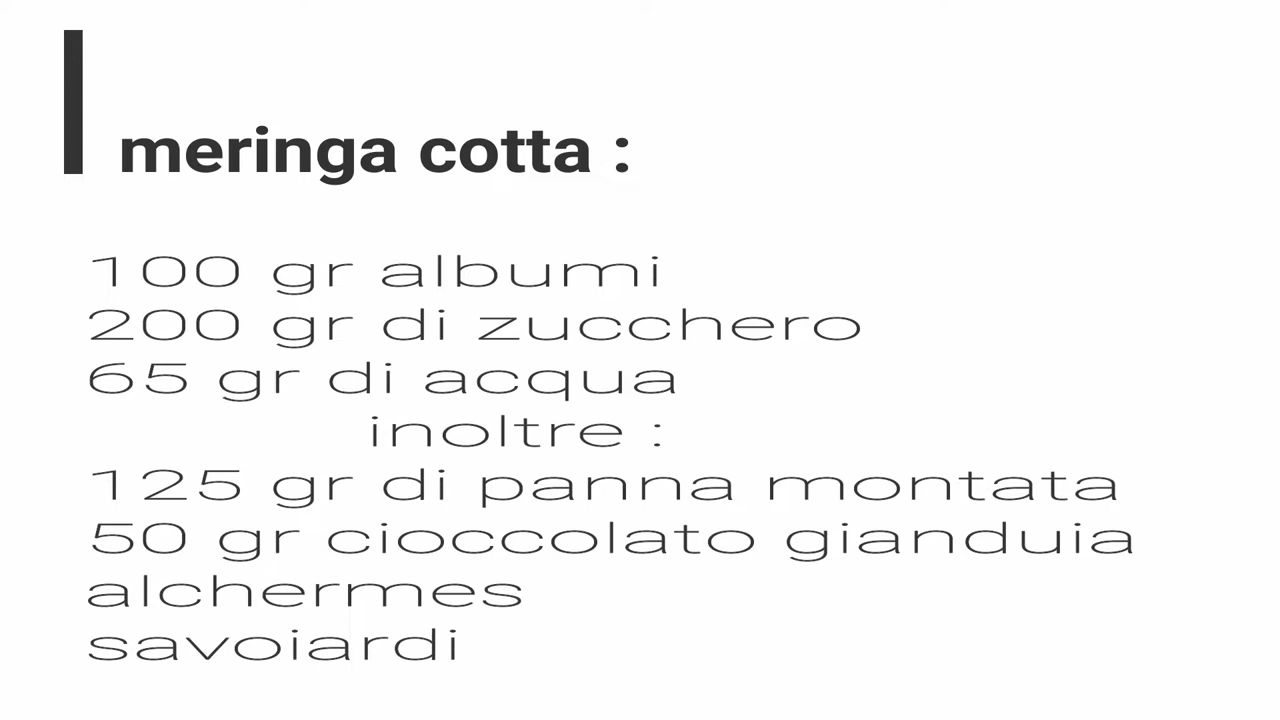 meringa cotta :
100 gr albumi
200 gr di zucchero
65 gr di acqua
inoltre :
125 gr di panna montata
50 gr cioccolato gianduia
alchermes
savoiardi